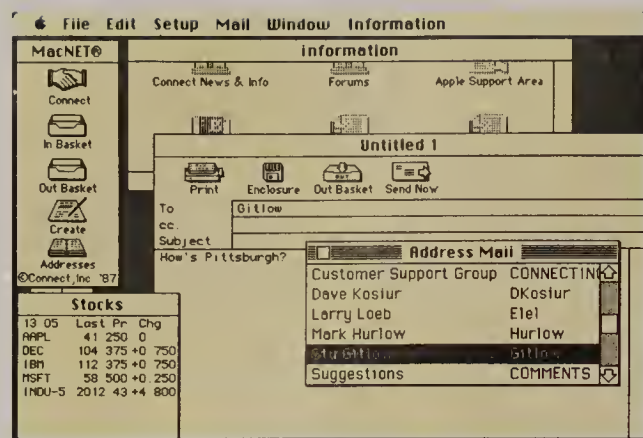 File Edit Setup Mail Window Information
MacNET®
Connect
In Basket
Out Basket
Create
Addresses
©Connect, Inc '87
Information
Connect News & Info
Forums
Apple Support Area
Untitled 1
Print
Enclosure
Out Basket
Send Now
To Gitlow
cc.
Subject
How's Pittsburgh?
Address Mail
Customer Support Group CONNECTIN
Dave Kosiur DKosiur
Larry Loeb Elel
Mark Hurlow Hurlow
Stu Gitlow Gitlow
Suggestions COMMENTS
Stocks
13 05 Last Pr Chg
AAPL 41 250 0
DEC 104 375 +0 750
IBM 112 375 +0 750
MSFT 58 500 +0.250
INDU-5 2012 43 +4 800